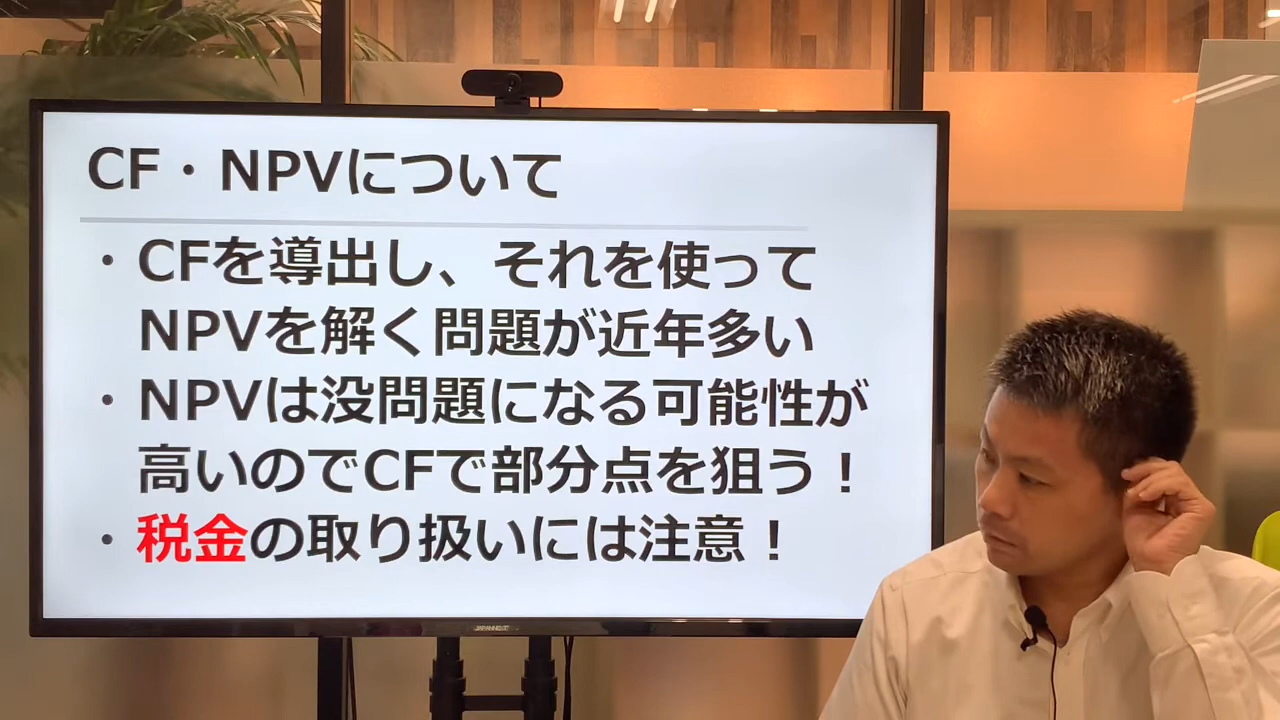 CF・NPVについて
・CFを導出し、それを使って
NPVを解く問題が近年多い
・NPVは没問題になる可能性が
高いのでCFで部分点を狙う！
・税金の取り扱いには注意！
JAPANNEXT